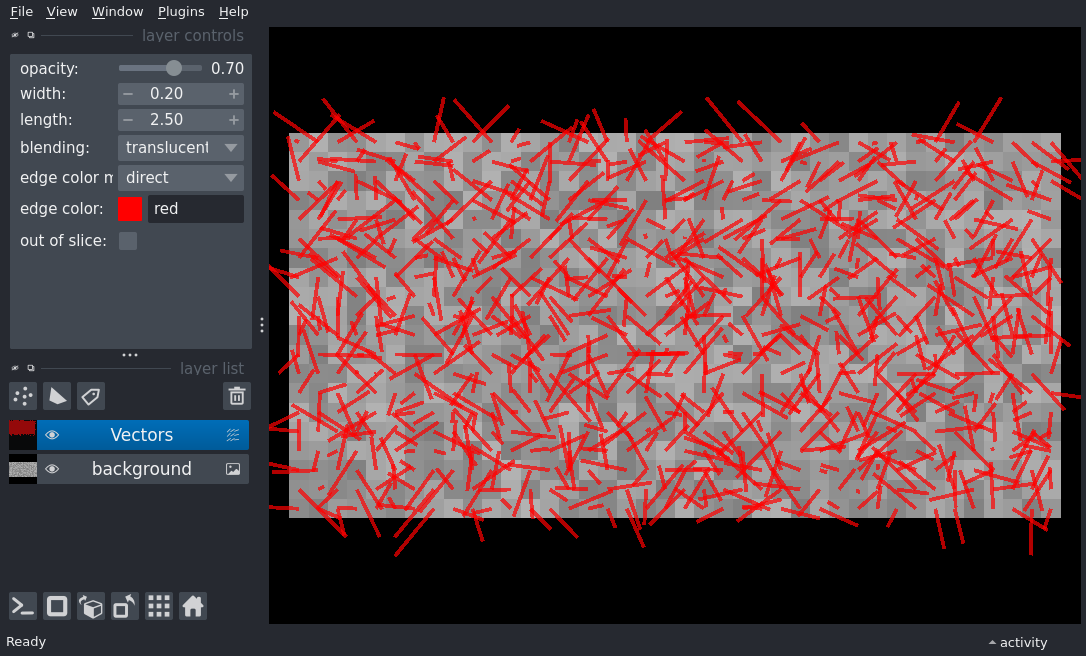 File View Window Plugins Help
layer controls
opacity: 0.70
width: − 0.20 +
length: − 2.50 +
blending: translucent
edge color m direct
edge color: red
out of slice:
layer list
Vectors
background
Ready
activity